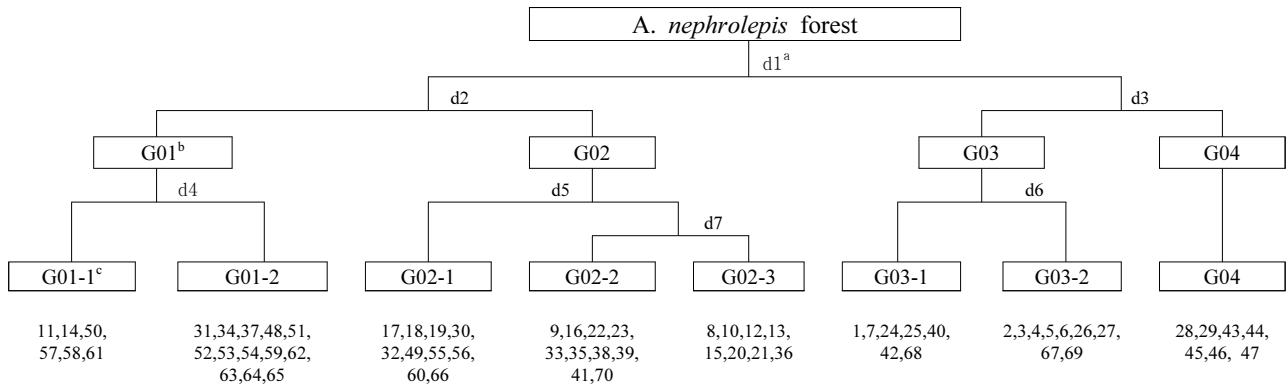 A. nephrolepis forest
d1a
d2
d3
G01b
G02
G03
G04
d4
d5
d6
d7
G01-1c
G01-2
G02-1
G02-2
G02-3
G03-1
G03-2
G04
11,14,50,
57,58,61
31,34,37,48,51,
52,53,54,59,62,
63,64,65
17,18,19,30,
32,49,55,56,
60,66
9,16,22,23,
33,35,38,39,
41,70
8,10,12,13,
15,20,21,36
1,7,24,25,40,
42,68
2,3,4,5,6,26,27,
67,69
28,29,43,44,
45,46, 47